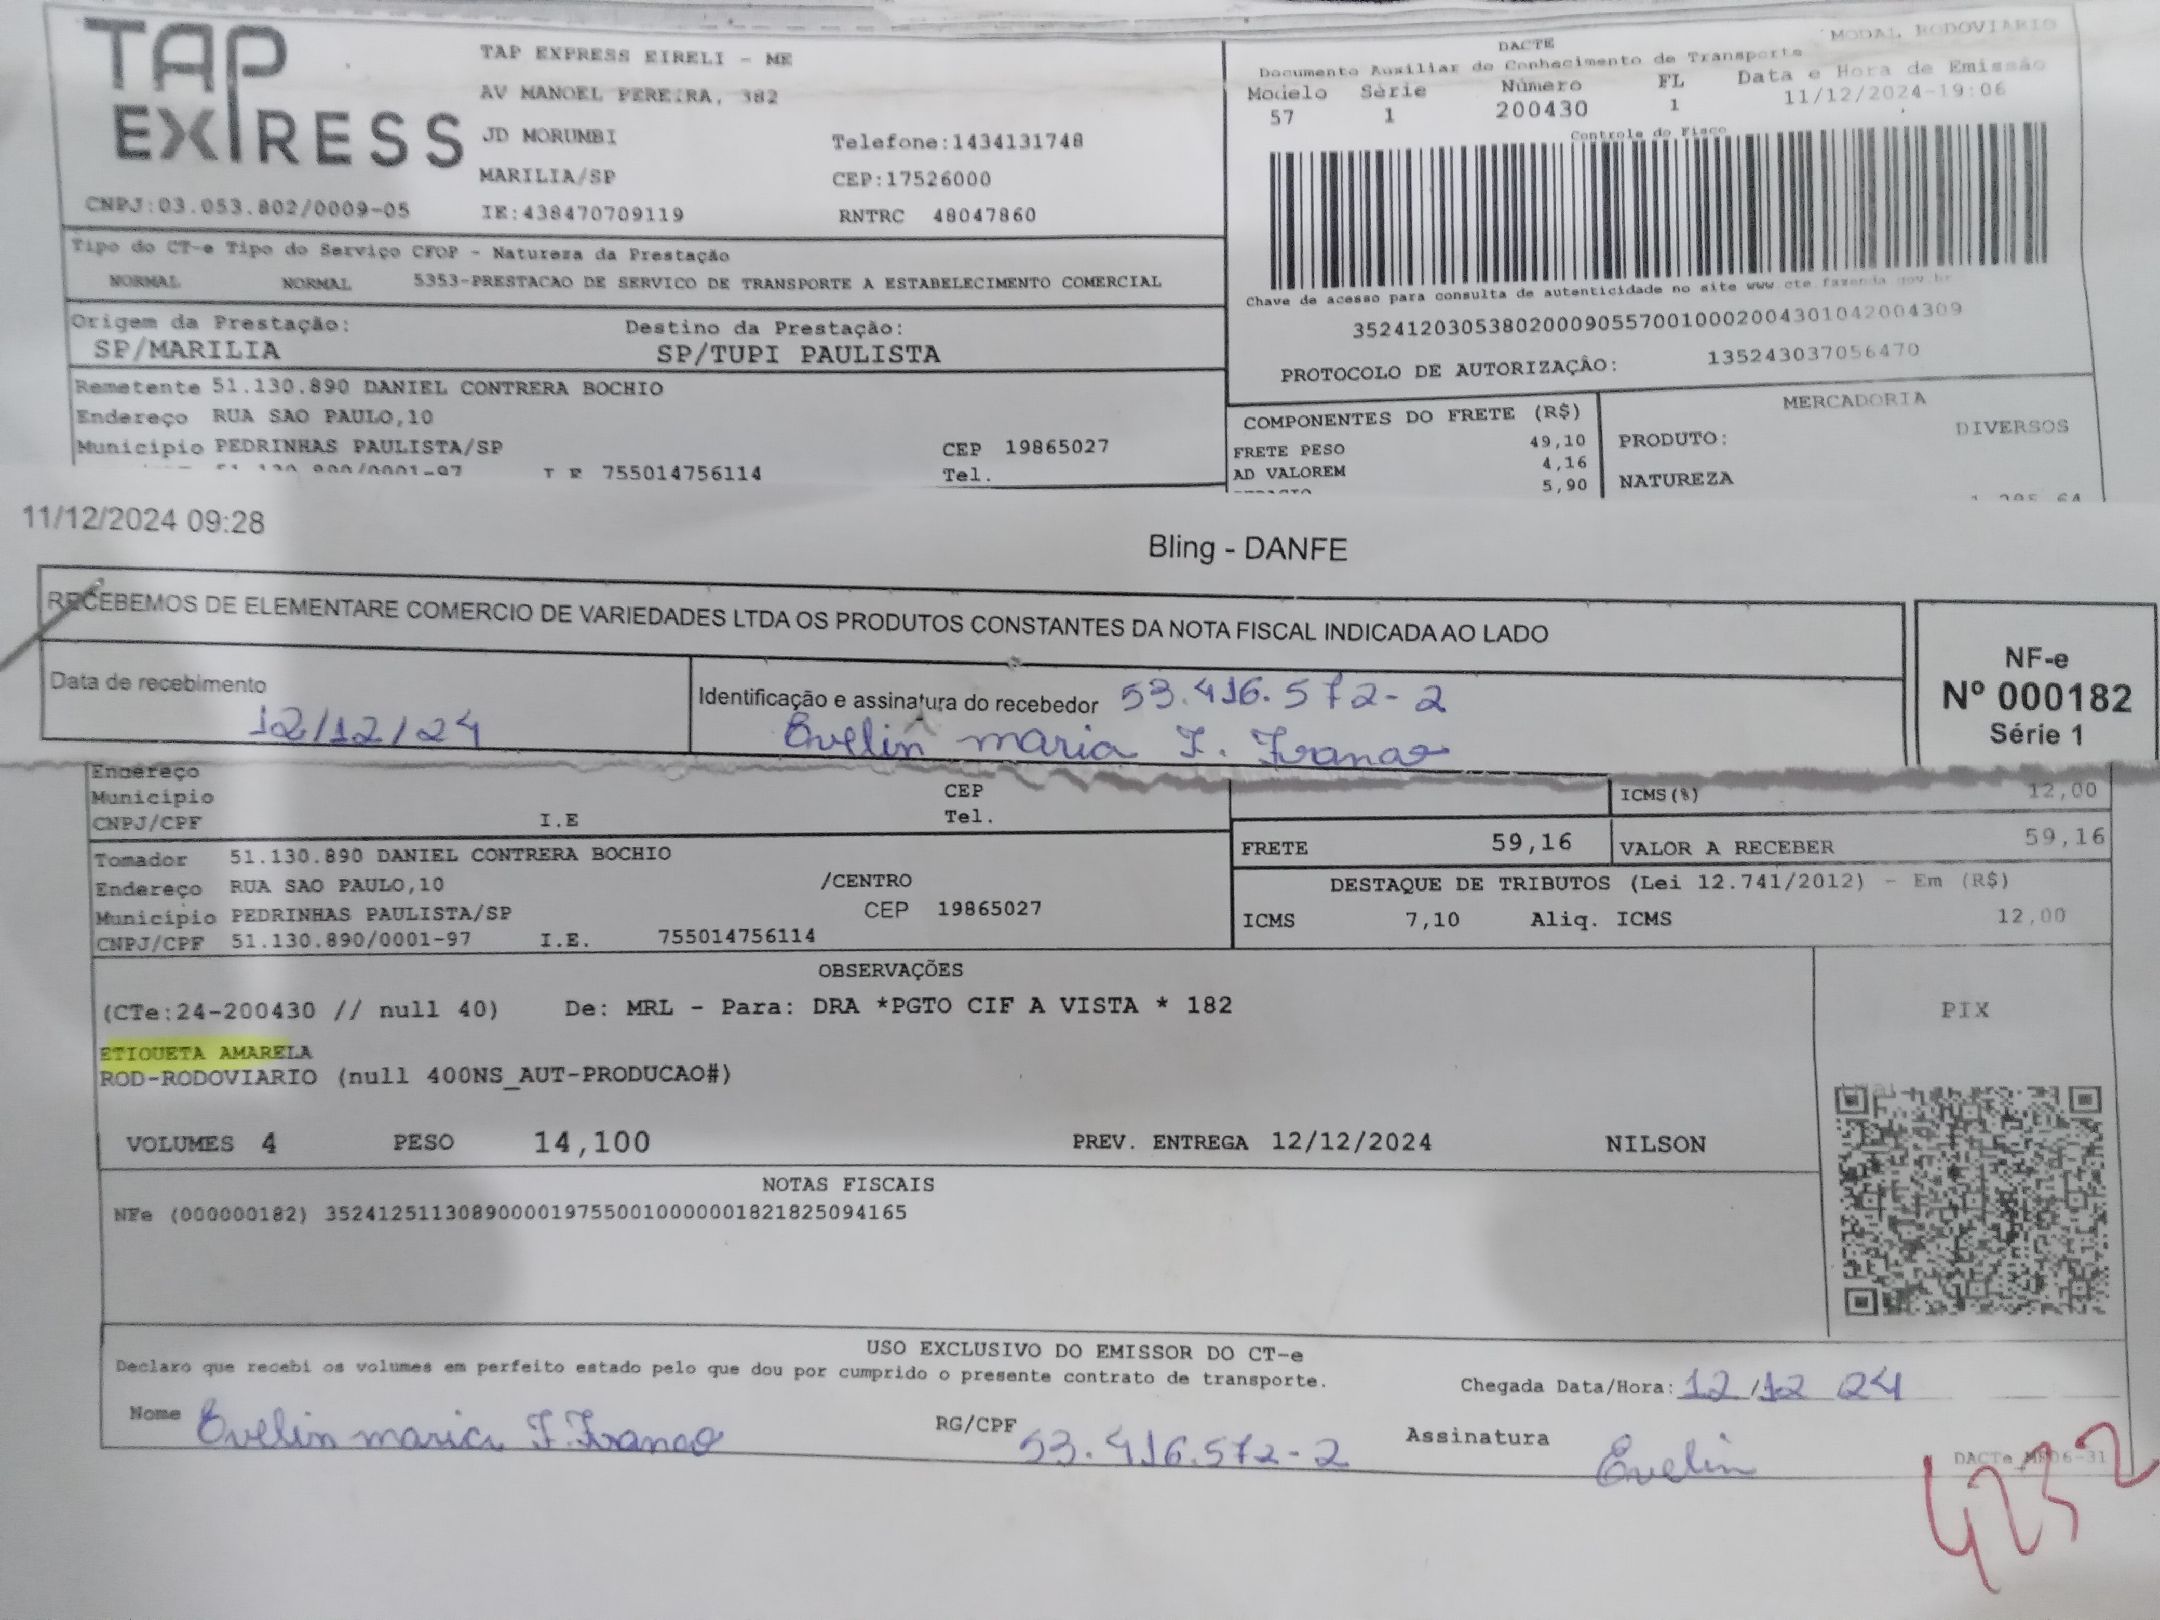 TAP EXPRESS
TAP EXPRESS EIRELI - ME
AV MANOEL PEREIRA, 382
JD MORUMBI Telefone:1434131748
MARILIA/SP CEP:17526000
CNPJ:03.053.802/0009-05 IE:438470709119 RNTRC 48047860
MODAL RODOVIARIO
DACTE
Documento Auxiliar do Conhecimento de Transporte
Modelo Série Número FL Data e Hora de Emissão
57 1 200430 1 11/12/2024-19:06
Controle do Fisco
Chave de acesso para consulta de autenticidade no site www.cte.fazenda.gov.br
35241203053802000905570010002004301042004309
PROTOCOLO DE AUTORIZAÇÃO: 135243037056470
Tipo do CT-e Tipo do Serviço CFOP - Natureza da Prestação
NORMAL NORMAL 5353-PRESTACAO DE SERVICO DE TRANSPORTE A ESTABELECIMENTO COMERCIAL
Origem da Prestação: Destino da Prestação:
SP/MARILIA SP/TUPI PAULISTA
Remetente 51.130.890 DANIEL CONTRERA BOCHIO
Endereço RUA SAO PAULO,10
Município PEDRINHAS PAULISTA/SP CEP 19865027
51.130.890/0001-97 I E 755014756114 Tel.
COMPONENTES DO FRETE (R$) MERCADORIA
FRETE PESO 49,10 PRODUTO: DIVERSOS
AD VALOREM 4,16 NATUREZA
5,90
11/12/2024 09:28
Bling - DANFE
RECEBEMOS DE ELEMENTARE COMERCIO DE VARIEDADES LTDA OS PRODUTOS CONSTANTES DA NOTA FISCAL INDICADA AO LADO
Data de recebimento 12/12/24
Identificação e assinatura do recebedor 53.416.572-2
Evelin maria F. Franco
NF-e
Nº 000182
Série 1
Endereço
Município CEP
CNPJ/CPF I.E Tel.
ICMS(%) 12,00
Tomador 51.130.890 DANIEL CONTRERA BOCHIO
Endereço RUA SAO PAULO,10 /CENTRO
Município PEDRINHAS PAULISTA/SP CEP 19865027
CNPJ/CPF 51.130.890/0001-97 I.E. 755014756114
FRETE 59,16 VALOR A RECEBER 59,16
DESTAQUE DE TRIBUTOS (Lei 12.741/2012) - Em (R$)
ICMS 7,10 Aliq. ICMS 12,00
OBSERVAÇÕES
(CTe:24-200430 // null 40) De: MRL - Para: DRA *PGTO CIF A VISTA * 182
ETIQUETA AMARELA
ROD-RODOVIARIO (null 400NS_AUT-PRODUCAO#)
PIX
VOLUMES 4 PESO 14,100 PREV. ENTREGA 12/12/2024 NILSON
NOTAS FISCAIS
NFe (000000182) 35241251130890000197550010000001821825094165
USO EXCLUSIVO DO EMISSOR DO CT-e
Declaro que recebi os volumes em perfeito estado pelo que dou por cumprido o presente contrato de transporte.
Chegada Data/Hora: 12/12 24
Nome Evelin maria F. Franco RG/CPF 53.416.572-2 Assinatura Evelin